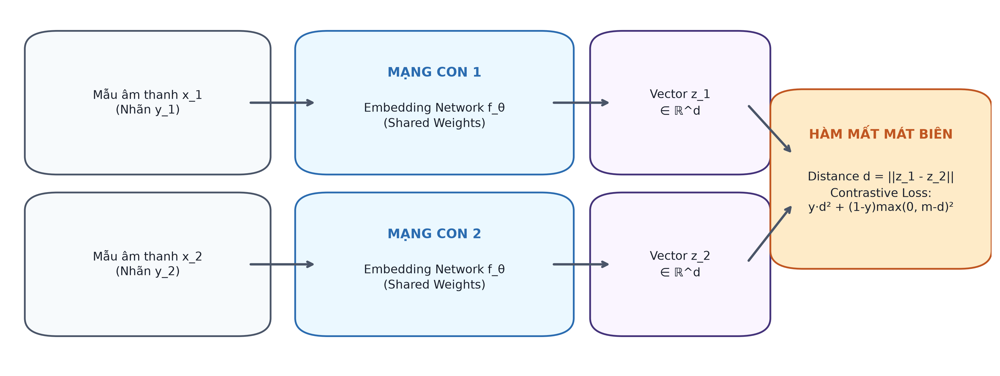 Mẫu âm thanh x_1
(Nhãn y_1)
MẠNG CON 1
Embedding Network f_θ
(Shared Weights)
Vector z_1
∈ ℝ^d
HÀM MẤT MÁT BIÊN
Distance d = ||z_1 - z_2||
Contrastive Loss:
y·d² + (1-y)max(0, m-d)²
Mẫu âm thanh x_2
(Nhãn y_2)
MẠNG CON 2
Embedding Network f_θ
(Shared Weights)
Vector z_2
∈ ℝ^d